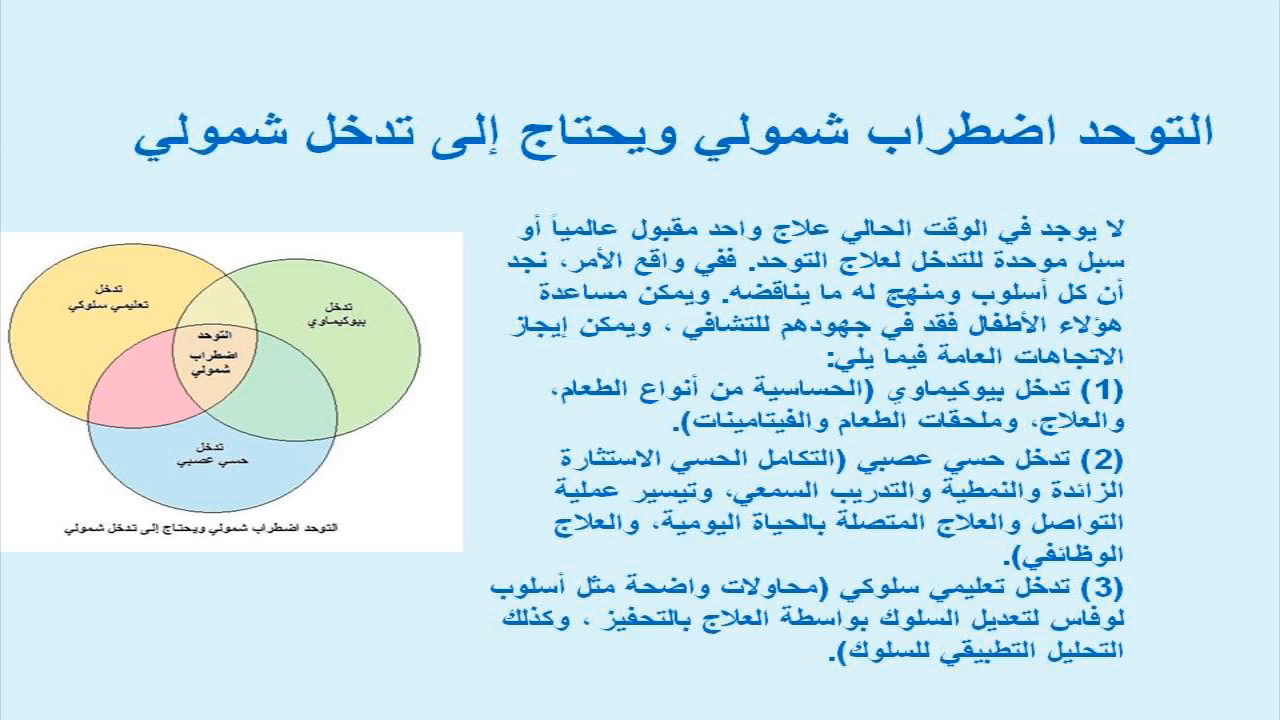 التوحد اضطراب شمولي ويحتاج إلى تدخل شمولي
لا يوجد في الوقت الحالي علاج واحد مقبول عالمياً أو
سبل موحدة للتدخل لعلاج التوحد. ففي واقع الأمر، نجد
أن كل أسلوب ومنهج له ما يناقضه. ويمكن مساعدة
هؤلاء الأطفال فقد في جهودهم للتشافي ، ويمكن إيجاز
الاتجاهات العامة فيما يلي:
(1) تدخل بيوكيماوي (الحساسية من أنواع الطعام،
والعلاج، وملحقات الطعام والفيتامينات).
(2) تدخل حسي عصبي (التكامل الحسي الاستثارة
الزائدة والنمطية والتدريب السمعي، وتيسير عملية
التواصل والعلاج المتصلة بالحياة اليومية، والعلاج
الوظائفي).
(3) تدخل تعليمي سلوكي (محاولات واضحة مثل أسلوب
لوفاس لتعديل السلوك بواسطة العلاج بالتحفيز ، وكذلك
التحليل التطبيقي للسلوك).
تدخل
تعليمي سلوكي
تدخل
بيوكيماوي
التوحد
اضطراب
شمولي
تدخل
حسي عصبي
التوحد اضطراب شمولي ويحتاج إلى تدخل شمولي